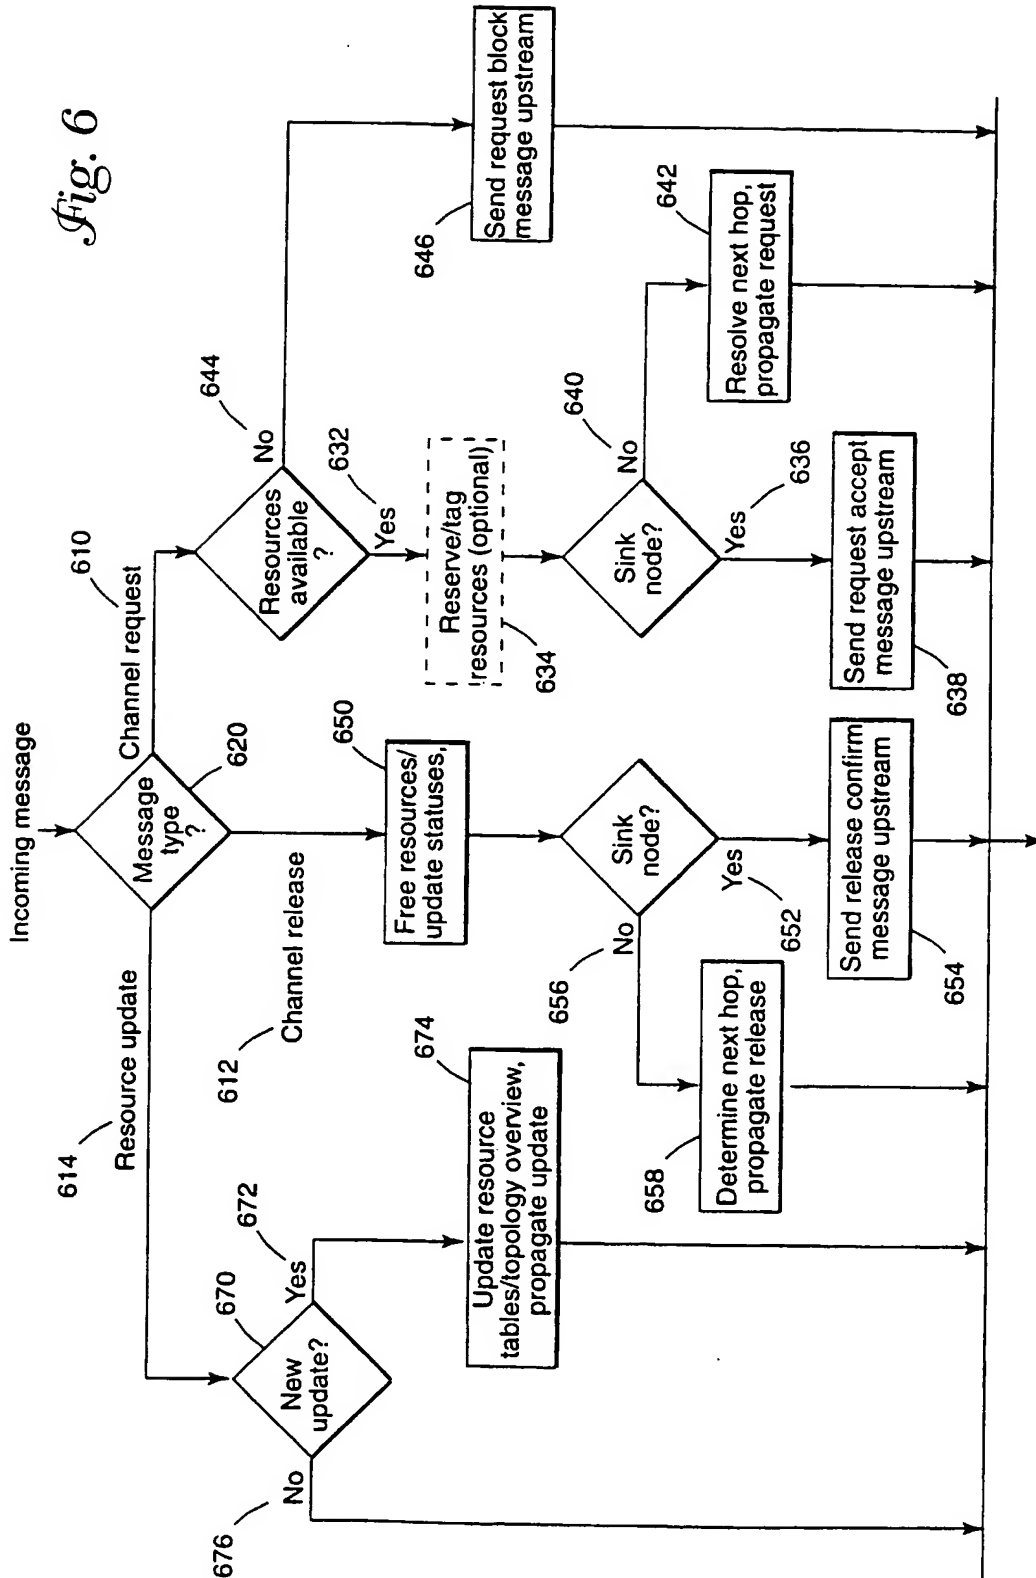 Fig. 6
Incoming message
Message
type
?
620
614
Resource update
612
Channel release
610
Channel request
670
New
update?
676
No
672
Yes
674
Update resource
tables/topology overview,
propagate update
650
Free resources/
update statuses,
Sink
node?
656
No
658
Determine next hop,
propagate release
Yes
652
Send release confirm
message upstream
654
Resources
available
?
644
No
646
Send request block
message upstream
632
Yes
Reserve/tag
resources (optional)
634
Sink
node?
640
No
642
Resolve next hop,
propagate request
Yes
636
Send request accept
message upstream
638